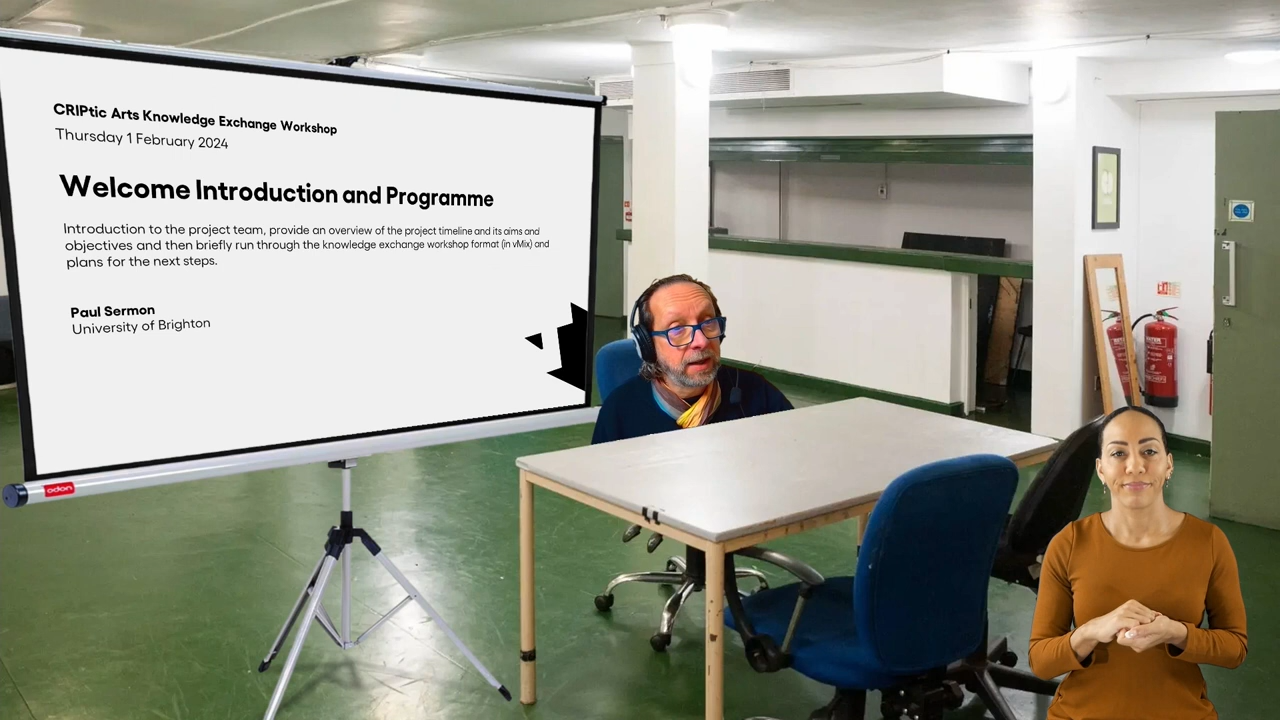 CRIPtic Arts Knowledge Exchange Workshop
Thursday 1 February 2024
Welcome Introduction and Programme
Introduction to the project team, provide an overview of the project timeline and its aims and
objectives and then briefly run through the knowledge exchange workshop format (in vMix) and
plans for the next steps.
Paul Sermon
University of Brighton
odon